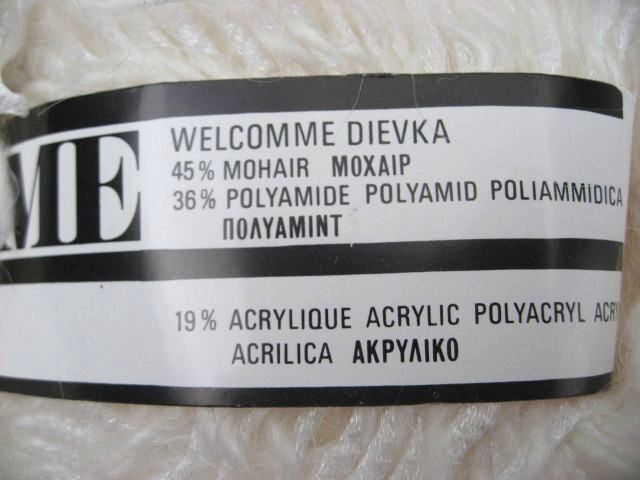 ME
WELCOMME DIEVKA
45% MOHAIR ΜΟΧΑΙΡ
36% POLYAMIDE POLYAMID POLIAMMIDICA
ΠΟΛΥΑΜΙΝΤ
19% ACRYLIQUE ACRYLIC POLYACRYL
ACRILICA ΑΚΡΥΛΙΚΟ